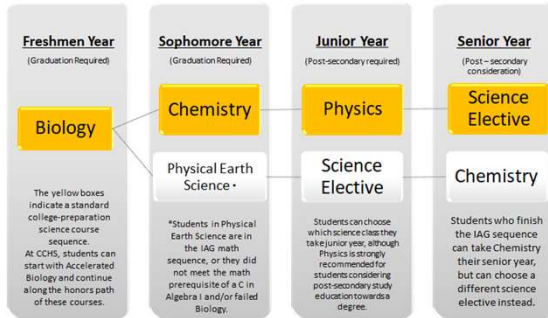 Freshmen Year
(Graduation Required)
Biology
The yellow boxes
indicate a standard
college-preparation
science course
sequence.
At CCHS, students can
start with Accelerated
Biology and continue
along the honors path
of these courses.
Sophomore Year
(Graduation Required)
Chemistry
Physical Earth
Science *
*Students in Physical
Earth Science are in
the IAG math
sequence, or they did
not meet the math
prerequisite of a C in
Algebra I and/or failed
Biology.
Junior Year
(Post-secondary required)
Physics
Science
Elective
Students can choose
which science class they
take junior year, although
Physics is strongly
recommended for
students considering
post-secondary study
education towards a
degree.
Senior Year
(Post – secondary
consideration)
Science
Elective
Chemistry
Students who finish
the IAG sequence
can take Chemistry
their senior year,
but can choose a
different science
elective instead.